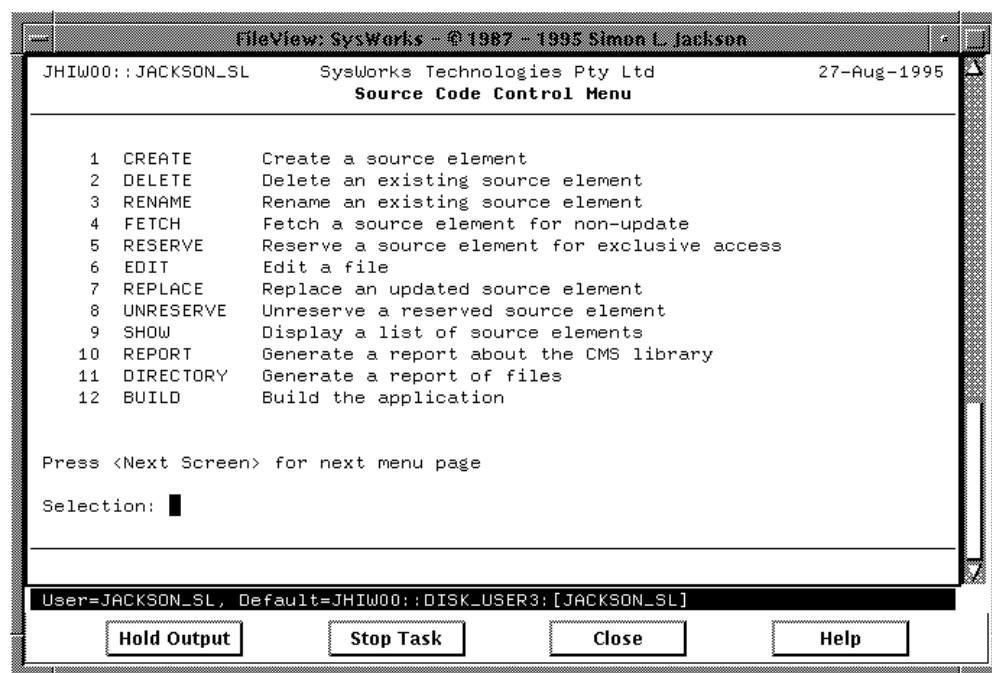 FileView: SysWorks - © 1987 - 1995 Simon L. Jackson
JHIW00::JACKSON_SL SysWorks Technologies Pty Ltd 27-Aug-1995
Source Code Control Menu
1 CREATE Create a source element
2 DELETE Delete an existing source element
3 RENAME Rename an existing source element
4 FETCH Fetch a source element for non-update
5 RESERVE Reserve a source element for exclusive access
6 EDIT Edit a file
7 REPLACE Replace an updated source element
8 UNRESERVE Unreserve a reserved source element
9 SHOW Display a list of source elements
10 REPORT Generate a report about the CMS library
11 DIRECTORY Generate a report of files
12 BUILD Build the application
Press <Next Screen> for next menu page
Selection:
User=JACKSON_SL, Default=JHIW00::DISK_USER3:[JACKSON_SL]
Hold Output Stop Task Close Help